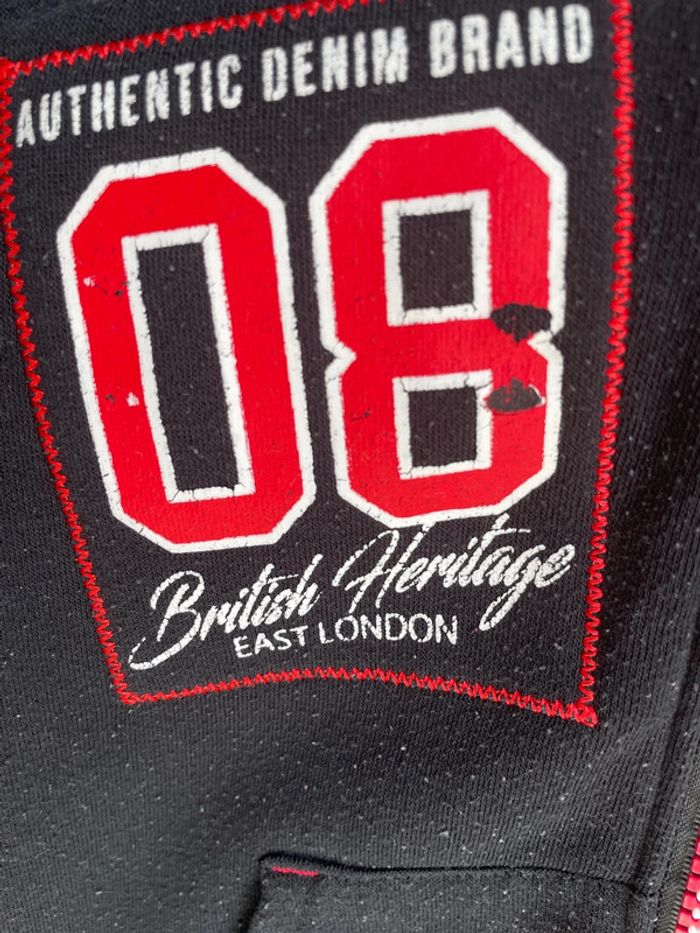 AUTHENTIC DENIM BRAND
08
British Heritage
EAST LONDON